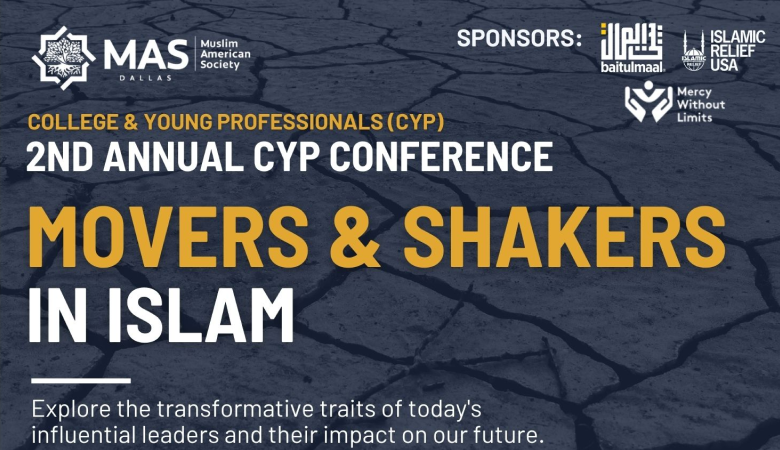 MAS
DALLAS
Muslim
American
Society
SPONSORS:
baitulmaal
ISLAMIC
RELIEF
ISLAMIC
RELIEF
USA
Mercy
Without
Limits
COLLEGE & YOUNG PROFESSIONALS (CYP)
2ND ANNUAL CYP CONFERENCE
MOVERS & SHAKERS
IN ISLAM
Explore the transformative traits of today's
influential leaders and their impact on our future.